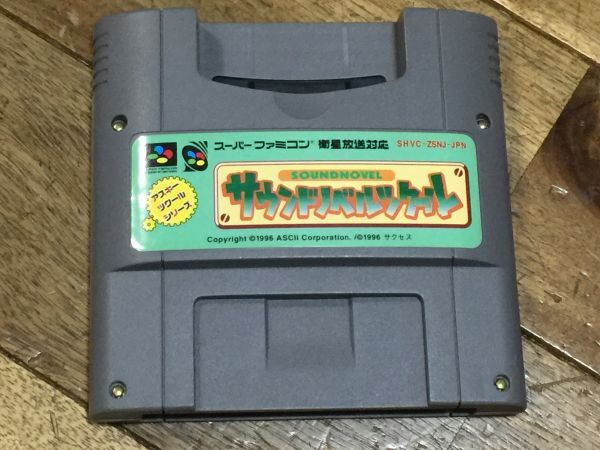 スーパーファミコン® 衛星放送対応 SHVC-ZSNJ-JPN
SOUNDNOVEL
サウンドノベルツクール
アスキー
ツクール
シリーズ
Copyright ©1996 ASCII Corporation. /©1996 サクセス